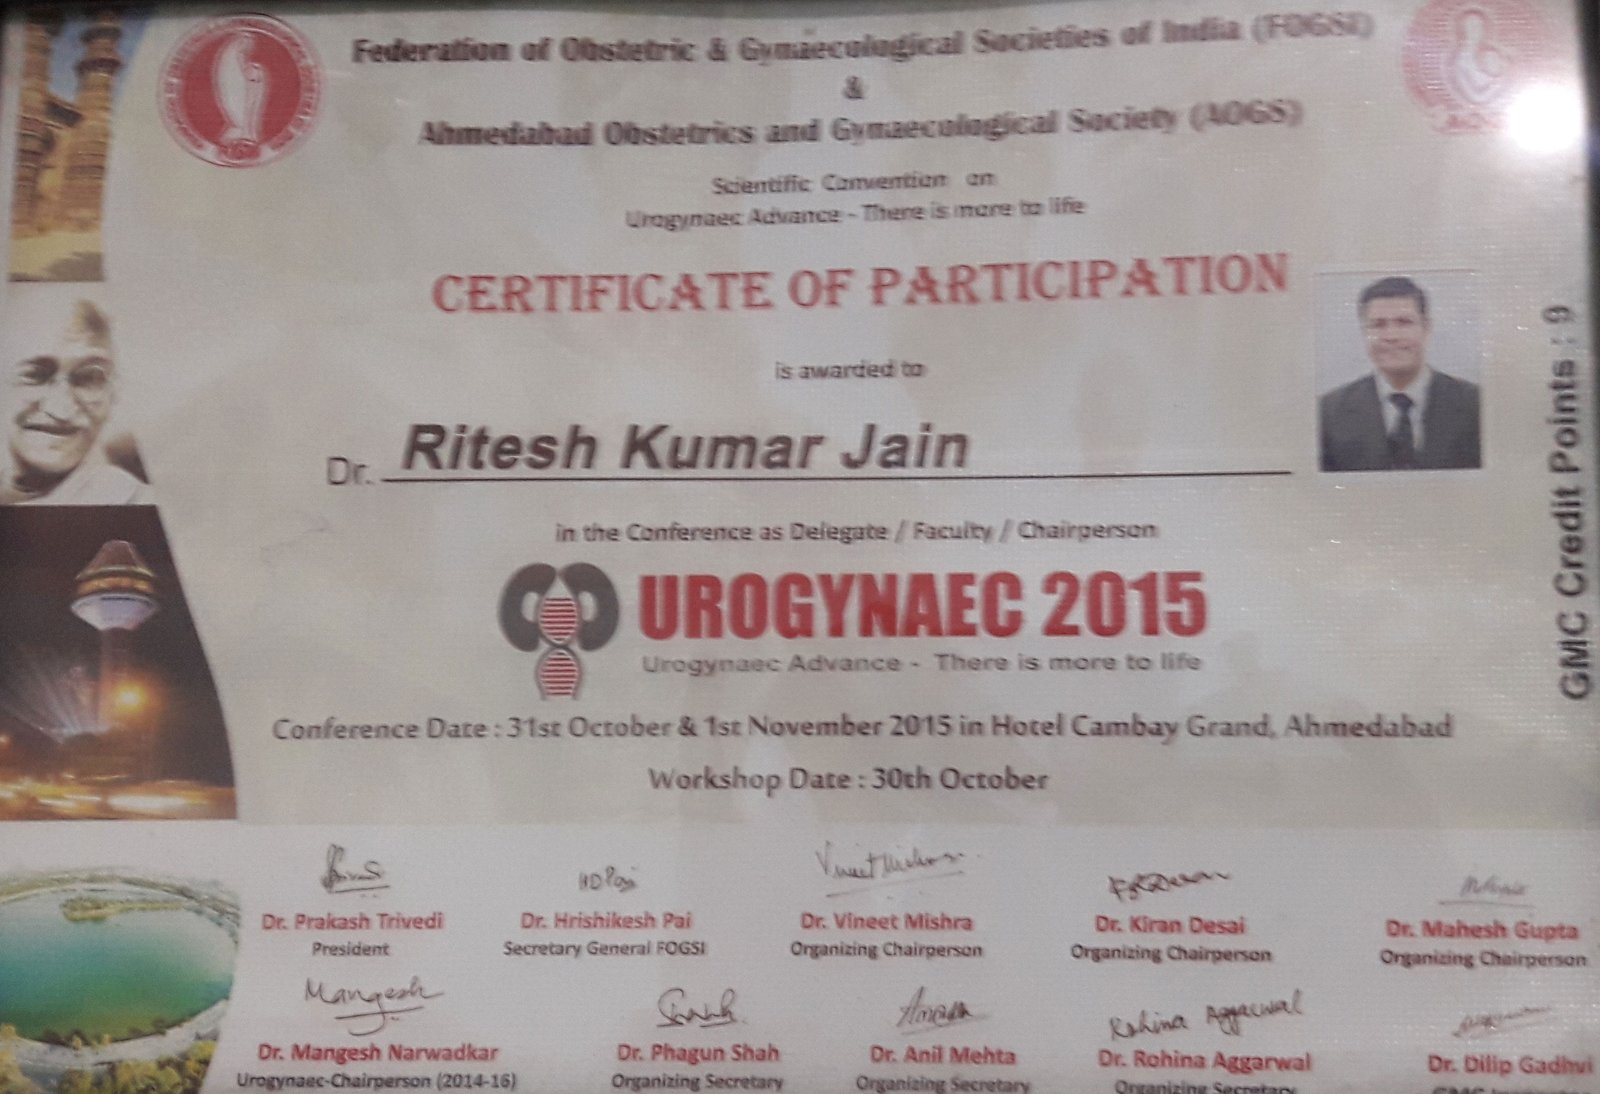 Federation of Obstetric & Gynaecological Societies of India (FOGSI)
&
Ahmedabad Obstetrics and Gynaecological Society (AOGS)
Scientific Convention on
Urogynaec Advance - There is more to life
CERTIFICATE OF PARTICIPATION
is awarded to
Dr. Ritesh Kumar Jain
in the Conference as Delegate / Faculty / Chairperson
UROGYNAEC 2015
Urogynaec Advance - There is more to life
Conference Date : 31st October & 1st November 2015 in Hotel Cambay Grand, Ahmedabad
Workshop Date : 30th October
GMC Credit Points : 9
Vineet Mishra
Dr. Prakash Trivedi
President
Dr. Hrishikesh Pai
Secretary General FOGSI
Dr. Vineet Mishra
Organizing Chairperson
Dr. Kiran Desai
Organizing Chairperson
Dr. Mahesh Gupta
Organizing Chairperson
Mangesh
Rohina Aggarwal
Dr. Mangesh Narwadkar
Urogynaec-Chairperson (2014-16)
Dr. Phagun Shah
Organizing Secretary
Dr. Anil Mehta
Organizing Secretary
Dr. Rohina Aggarwal
Organizing Secretary
Dr. Dilip Gadhvi